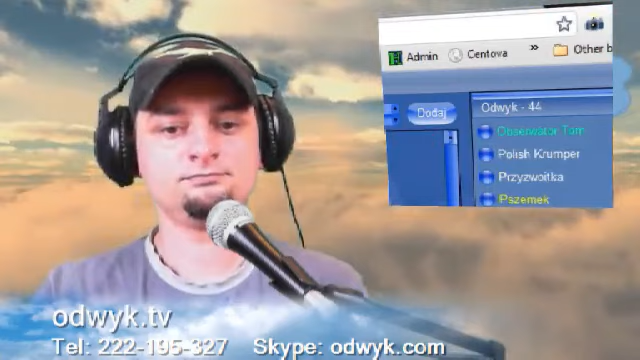 Admin Centova » Other b
Dodaj
Odwyk - 44
Obserwator Tom
Polish Krumper
Przyzwoitka
Pszemek
odwyk.tv
Tel: 222-195-327 Skype: odwyk.com